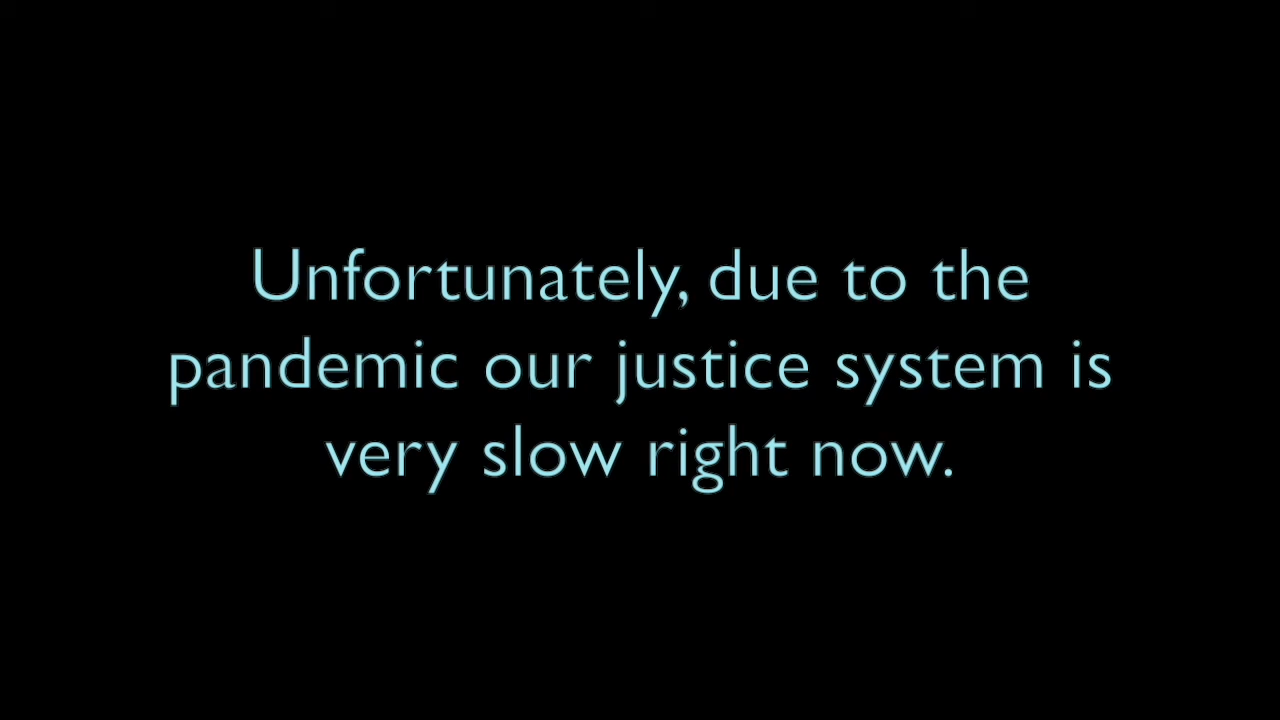 Unfortunately, due to the
pandemic our justice system is
very slow right now.